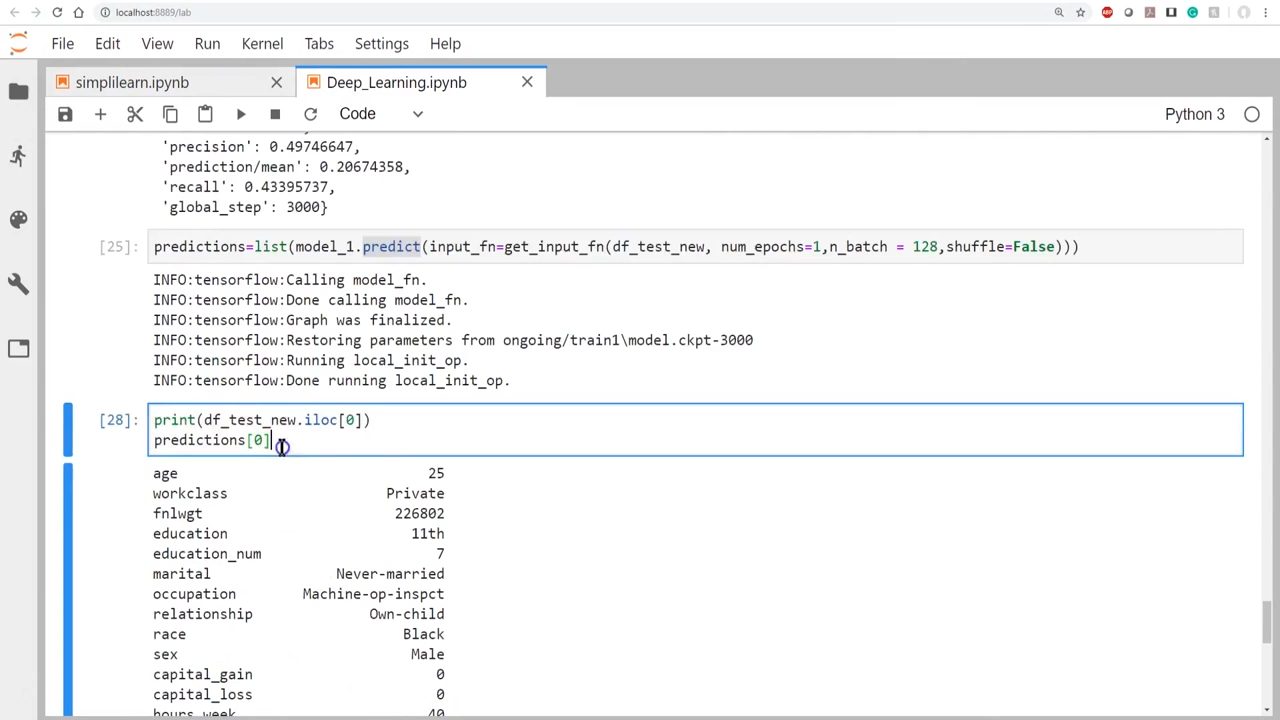 localhost:8889/lab
File Edit View Run Kernel Tabs Settings Help
simplilearn.ipynb Deep_Learning.ipynb
Code Python 3
'precision': 0.49746647,
'prediction/mean': 0.20674358,
'recall': 0.43395737,
'global_step': 3000}
[25]: predictions=list(model_1.predict(input_fn=get_input_fn(df_test_new, num_epochs=1,n_batch = 128,shuffle=False)))
INFO:tensorflow:Calling model_fn.
INFO:tensorflow:Done calling model_fn.
INFO:tensorflow:Graph was finalized.
INFO:tensorflow:Restoring parameters from ongoing/train1\model.ckpt-3000
INFO:tensorflow:Running local_init_op.
INFO:tensorflow:Done running local_init_op.
[28]: print(df_test_new.iloc[0])
predictions[0]
age 25
workclass Private
fnlwgt 226802
education 11th
education_num 7
marital Never-married
occupation Machine-op-inspct
relationship Own-child
race Black
sex Male
capital_gain 0
capital_loss 0
hours_week 40